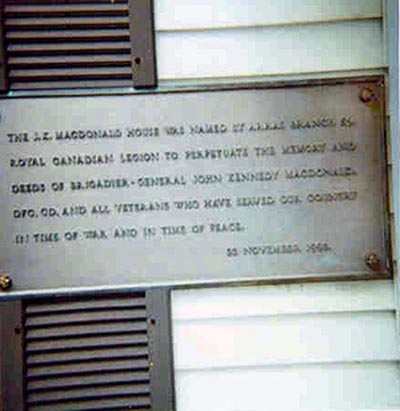 THE J.K. MACDONALD HOUSE WAS NAMED BY ARRAS BRANCH
ROYAL CANADIAN LEGION TO PERPETUATE THE MEMORY AND
DEEDS OF BRIGADIER-GENERAL JOHN KENNEDY MACDONALD,
DFC, CD, AND ALL VETERANS WHO HAVE SERVED OUR COUNTRY
IN TIME OF WAR AND IN TIME OF PEACE.
NOVEMBER